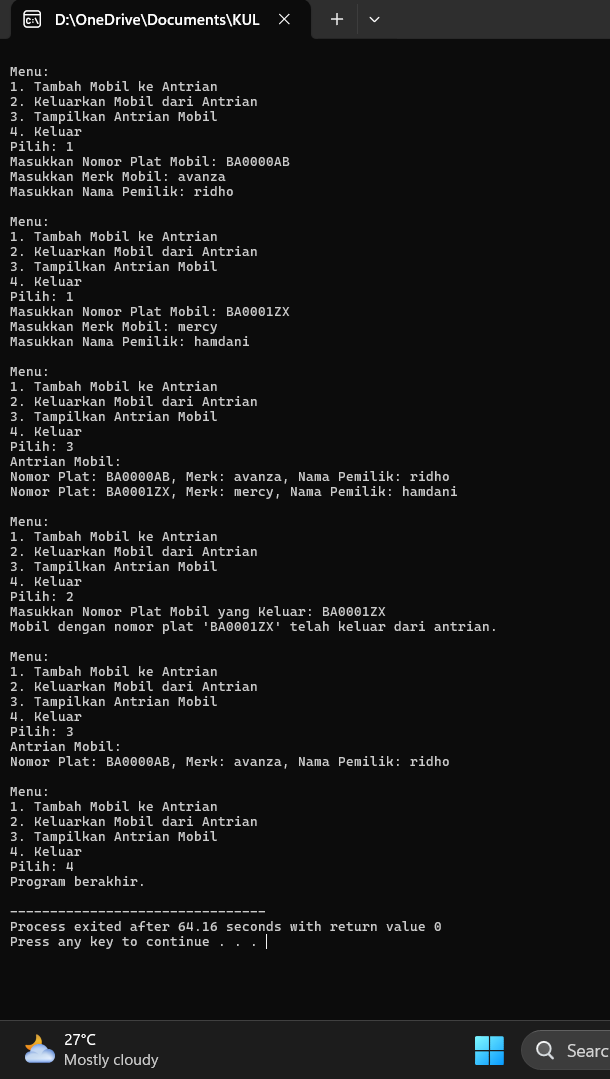 D:\OneDrive\Documents\KUL
Menu:
1. Tambah Mobil ke Antrian
2. Keluarkan Mobil dari Antrian
3. Tampilkan Antrian Mobil
4. Keluar
Pilih: 1
Masukkan Nomor Plat Mobil: BA0000AB
Masukkan Merk Mobil: avanza
Masukkan Nama Pemilik: ridho
Menu:
1. Tambah Mobil ke Antrian
2. Keluarkan Mobil dari Antrian
3. Tampilkan Antrian Mobil
4. Keluar
Pilih: 1
Masukkan Nomor Plat Mobil: BA0001ZX
Masukkan Merk Mobil: mercy
Masukkan Nama Pemilik: hamdani
Menu:
1. Tambah Mobil ke Antrian
2. Keluarkan Mobil dari Antrian
3. Tampilkan Antrian Mobil
4. Keluar
Pilih: 3
Antrian Mobil:
Nomor Plat: BA0000AB, Merk: avanza, Nama Pemilik: ridho
Nomor Plat: BA0001ZX, Merk: mercy, Nama Pemilik: hamdani
Menu:
1. Tambah Mobil ke Antrian
2. Keluarkan Mobil dari Antrian
3. Tampilkan Antrian Mobil
4. Keluar
Pilih: 2
Masukkan Nomor Plat Mobil yang Keluar: BA0001ZX
Mobil dengan nomor plat 'BA0001ZX' telah keluar dari antrian.
Menu:
1. Tambah Mobil ke Antrian
2. Keluarkan Mobil dari Antrian
3. Tampilkan Antrian Mobil
4. Keluar
Pilih: 3
Antrian Mobil:
Nomor Plat: BA0000AB, Merk: avanza, Nama Pemilik: ridho
Menu:
1. Tambah Mobil ke Antrian
2. Keluarkan Mobil dari Antrian
3. Tampilkan Antrian Mobil
4. Keluar
Pilih: 4
Program berakhir.
--------------------------------
Process exited after 64.16 seconds with return value 0
Press any key to continue . . .
27°C
Mostly cloudy
Searc